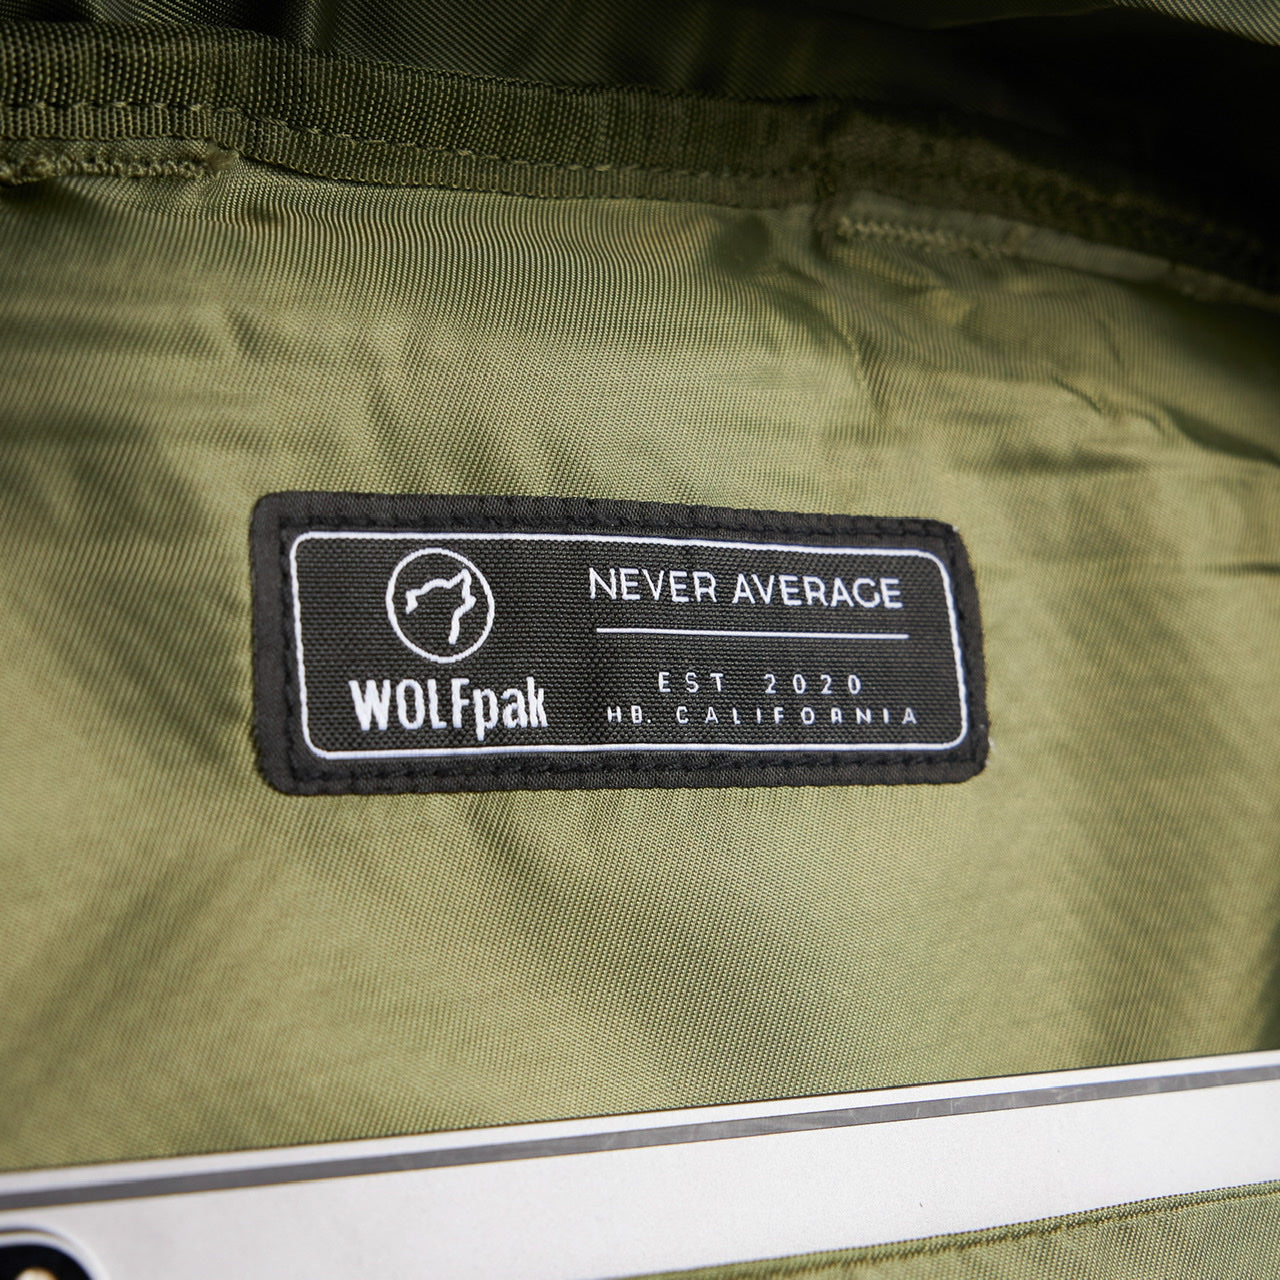 WOLFpak
NEVER AVERAGE
EST 2020
HB. CALIFORNIA